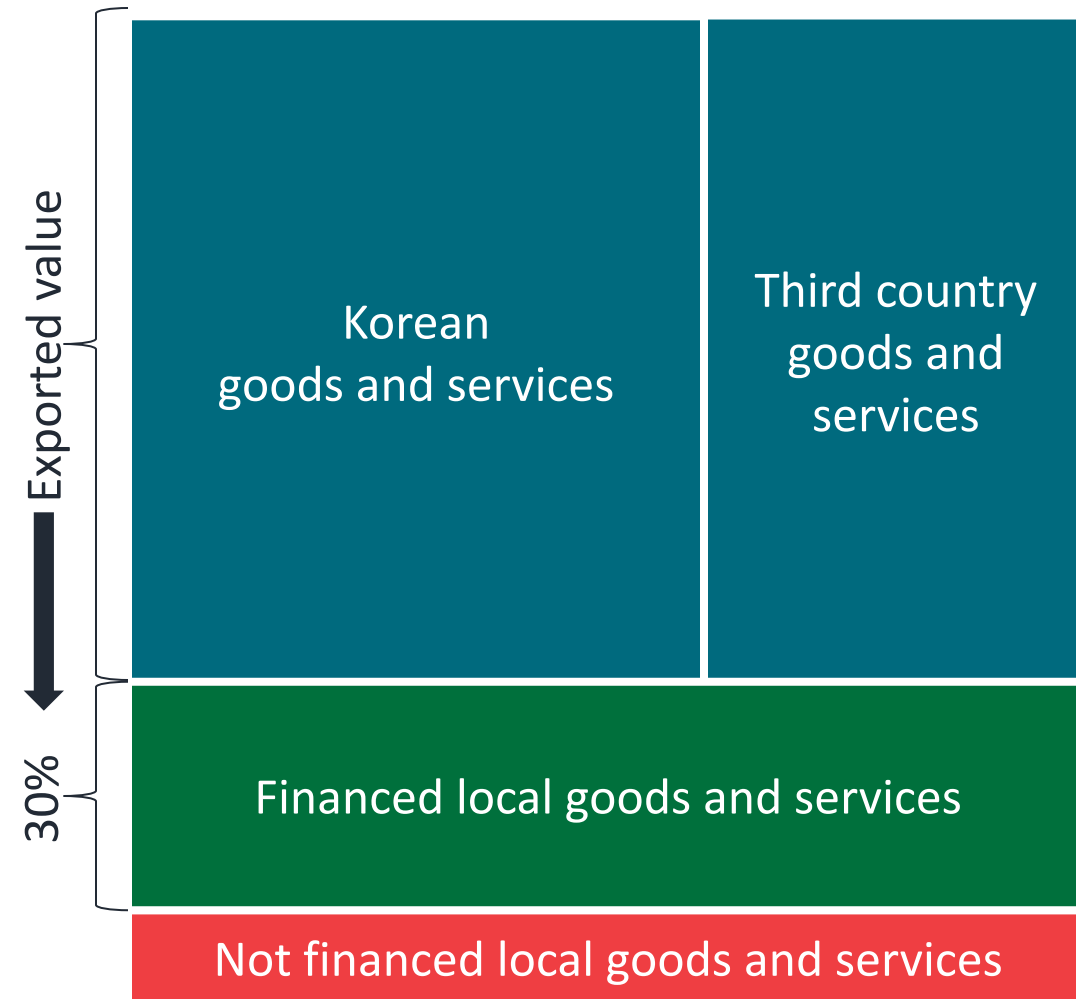 Exported value
30%
Korean
goods and services
Third country
goods and
services
Financed local goods and services
Not financed local goods and services